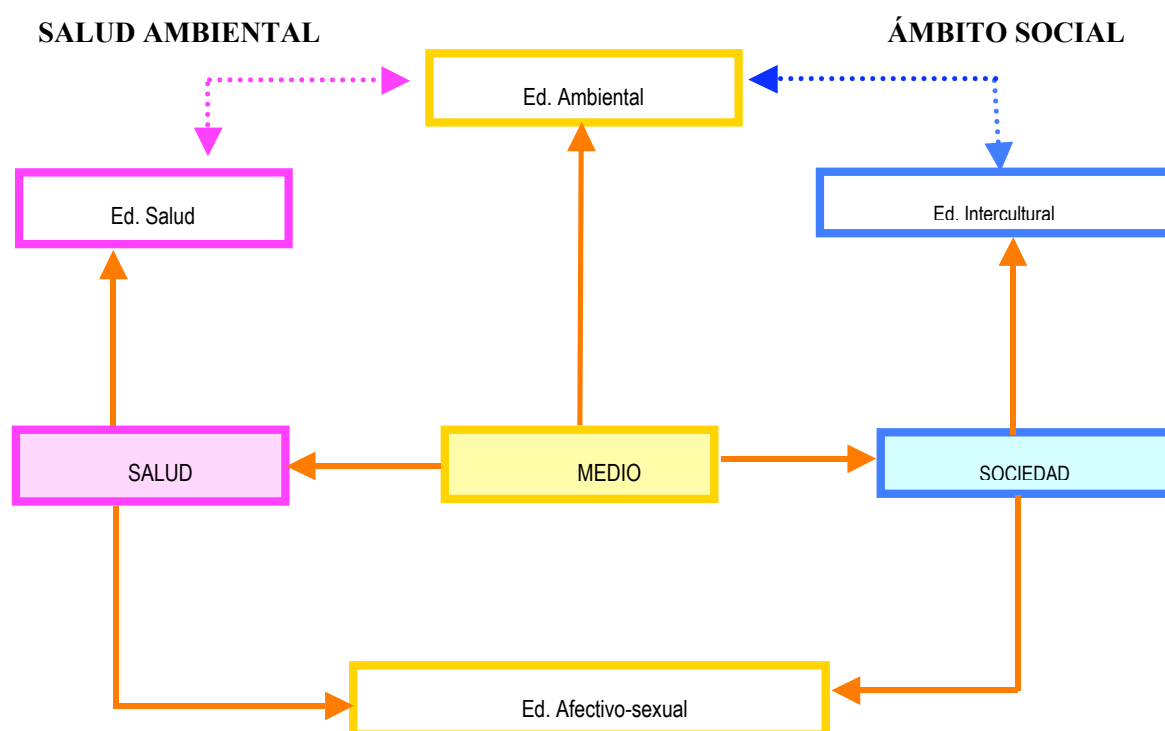 SALUD AMBIENTAL
ÁMBITO SOCIAL
Ed. Ambiental
Ed. Salud
Ed. Intercultural
SALUD
MEDIO
SOCIEDAD
Ed. Afectivo-sexual